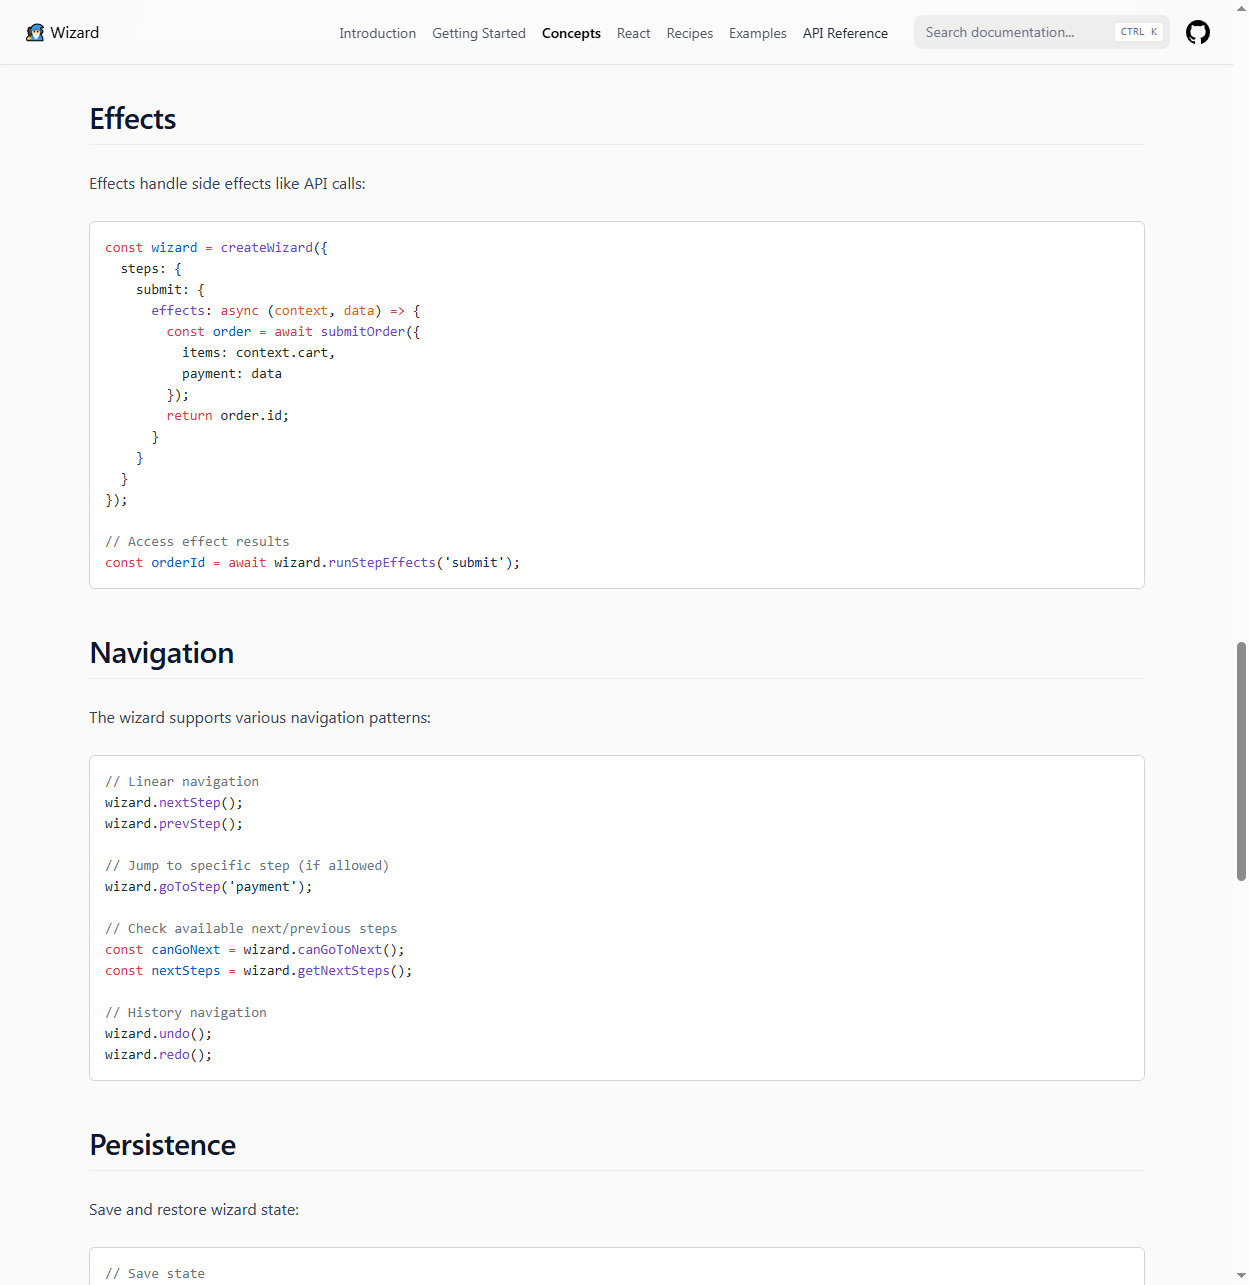 Wizard
Introduction Getting Started Concepts React Recipes Examples API Reference Search documentation... CTRL K
Effects
Effects handle side effects like API calls:
const wizard = createWizard({
  steps: {
    submit: {
      effects: async (context, data) => {
        const order = await submitOrder({
          items: context.cart,
          payment: data
        });
        return order.id;
      }
    }
  }
});

// Access effect results
const orderId = await wizard.runStepEffects('submit');
Navigation
The wizard supports various navigation patterns:
// Linear navigation
wizard.nextStep();
wizard.prevStep();

// Jump to specific step (if allowed)
wizard.goToStep('payment');

// Check available next/previous steps
const canGoNext = wizard.canGoToNext();
const nextSteps = wizard.getNextSteps();

// History navigation
wizard.undo();
wizard.redo();
Persistence
Save and restore wizard state:
// Save state